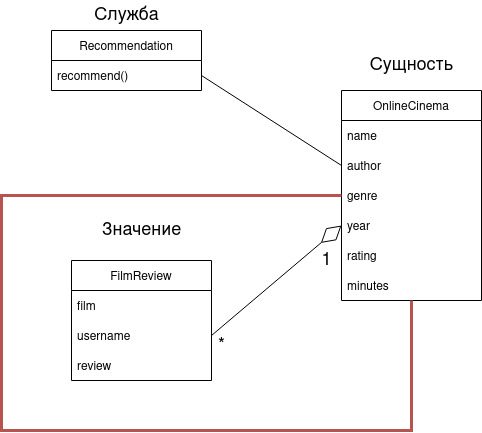 Служба
Recommendation
recommend()
Сущность
OnlineCinema
name
author
genre
year
rating
minutes
1
Значение
FilmReview
film
username
review
*